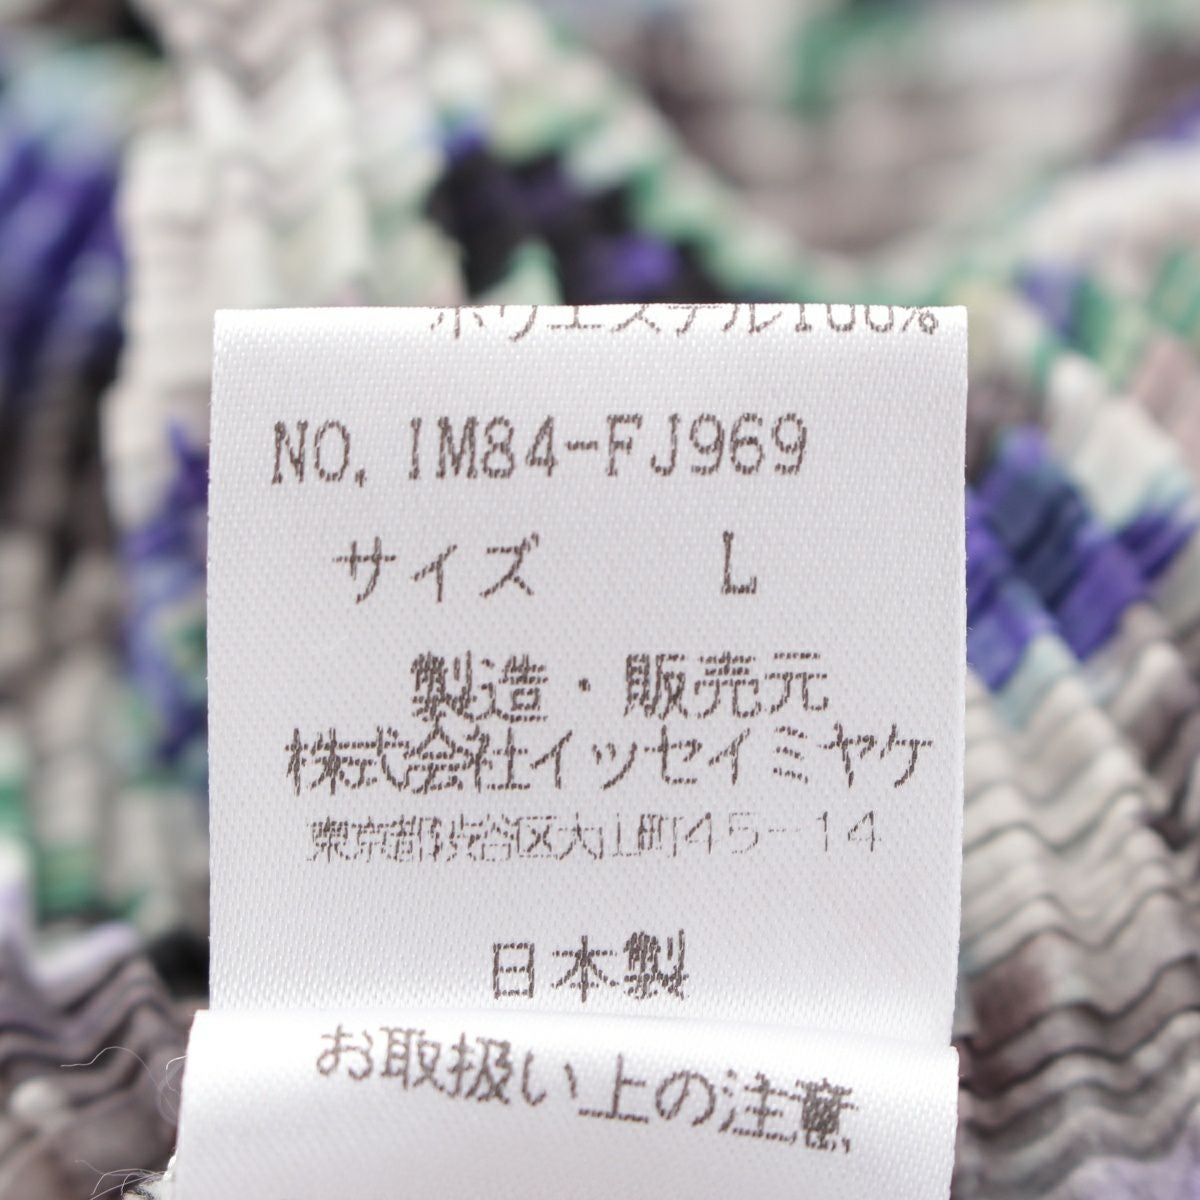 ポリエステル100%
NO. IM84-FJ969
サイズ L
製造・販売元
株式会社イッセイミヤケ
東京都渋谷区大山町45-14
日本製
お取扱い上の注意